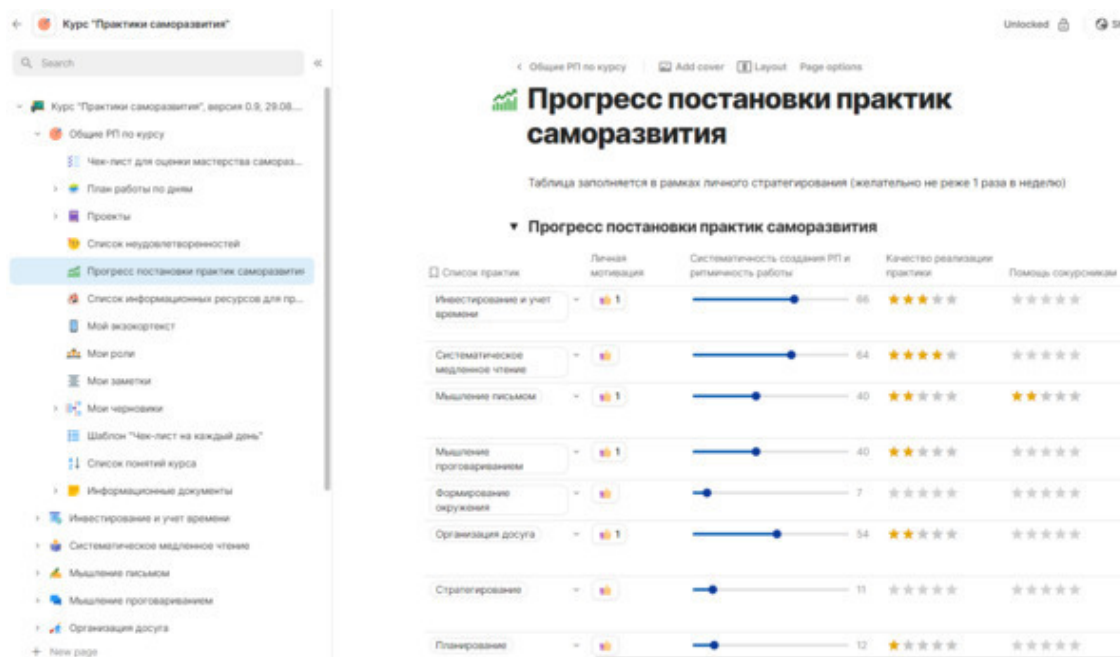 Курс "Практики саморазвития"
Unlocked
Search
Курс "Практики саморазвития", версия 0.9, 29.08....
Общие РП по курсу
Чек-лист для оценки мастерства самораз...
План работы по дням
Проекты
Список неудовлетворенностей
Прогресс постановки практик саморазвития
Список информационных ресурсов для пр...
Мой экзокортекст
Мои роли
Мои заметки
Мои черновики
Шаблон "Чек-лист на каждый день"
Список понятий курса
Информационные документы
Инвестирование и учет времени
Систематическое медленное чтение
Мышление письмом
Мышление проговариванием
Организация досуга
New page
Общие РП по курсу Add cover Layout Page options
Прогресс постановки практик
саморазвития
Таблица заполняется в рамках личного стратегирования (желательно не реже 1 раза в неделю)
Прогресс постановки практик саморазвития
Список практик
Личная
мотивация
Систематичность создания РП и
ритмичность работы
Качество реализации
практики
Помощь сокурсникам
Инвестирование и учет
времени
1
66
Систематическое
медленное чтение
64
Мышление письмом
1
40
Мышление
проговариванием
1
40
Формирование
окружения
7
Организация досуга
1
54
Стратегирование
11
Планирование
12